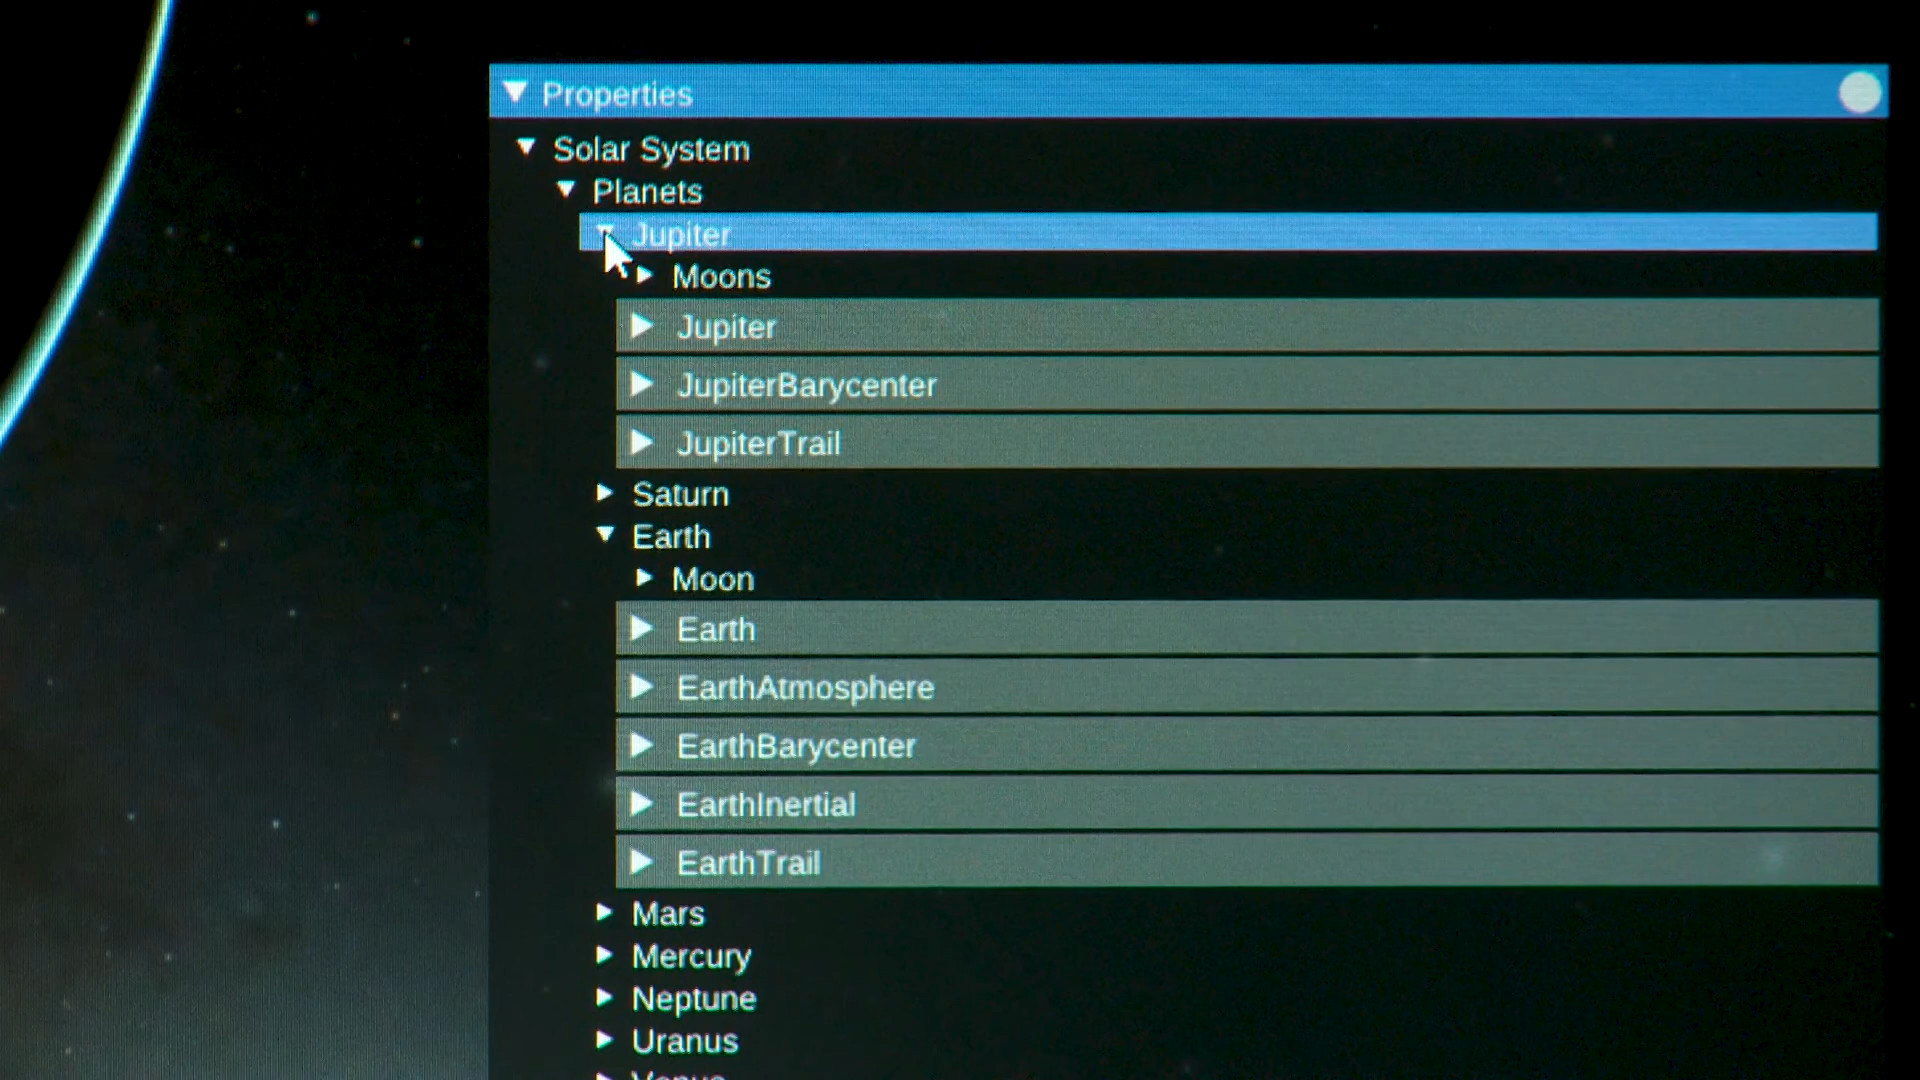 Properties
Solar System
Planets
Jupiter
Moons
Jupiter
JupiterBarycenter
JupiterTrail
Saturn
Earth
Moon
Earth
EarthAtmosphere
EarthBarycenter
EarthInertial
EarthTrail
Mars
Mercury
Neptune
Uranus